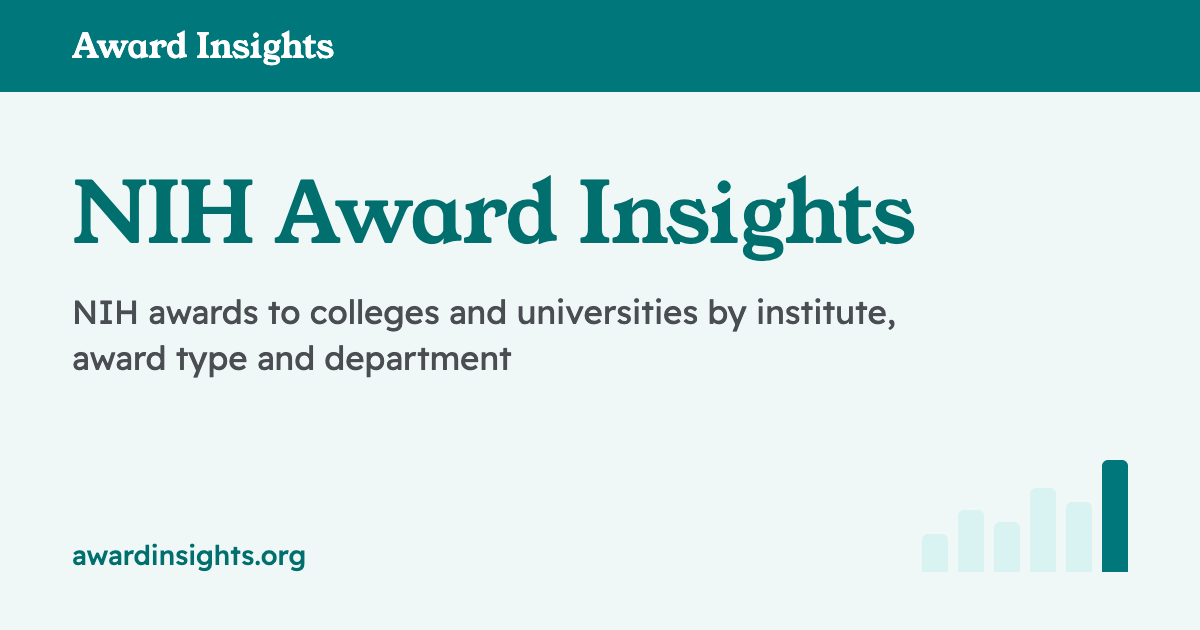 Award Insights
NIH Award Insights
NIH awards to colleges and universities by institute,
award type and department
awardinsights.org